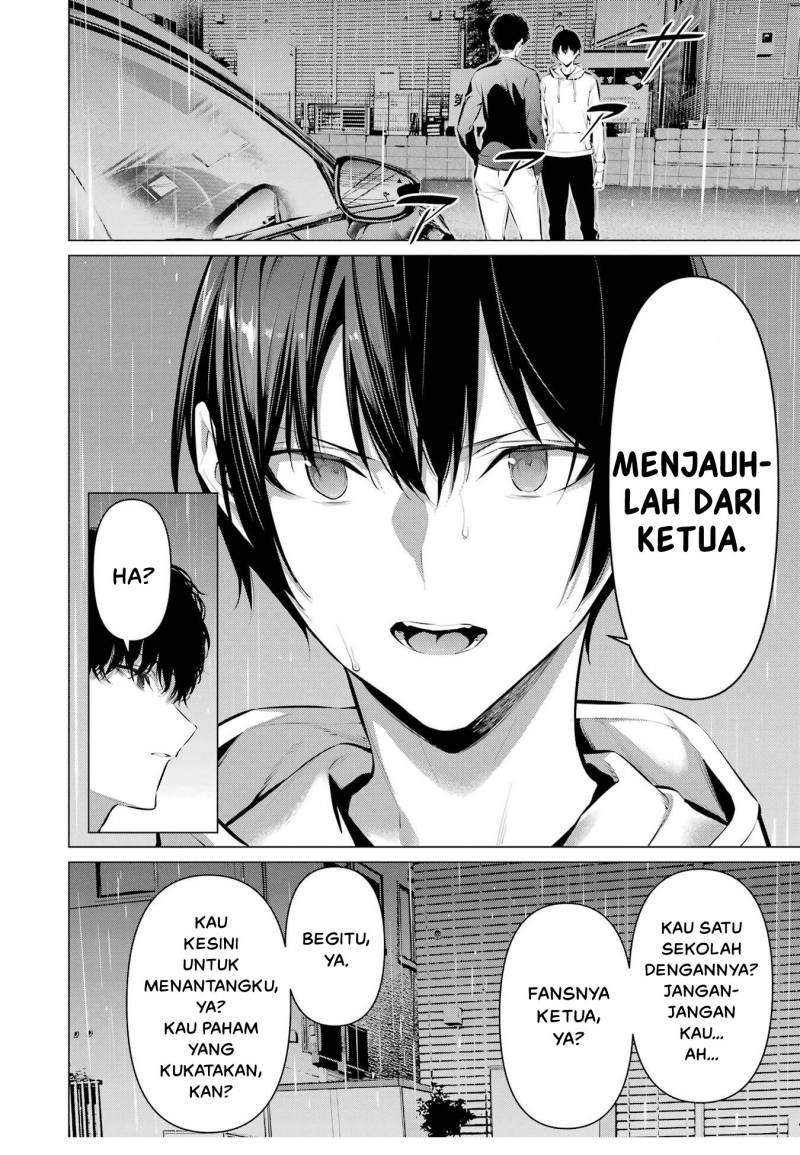 MENJAUH-
LAH DARI
KETUA.
HA?
KAU SATU
SEKOLAH
DENGANNYA?
JANGAN-
JANGAN
KAU...
AH...
FANSNYA
KETUA,
YA?
BEGITU,
YA.
KAU
KESINI
UNTUK
MENANTANGKU,
YA?
KAU PAHAM
YANG
KUKATAKAN,
KAN?